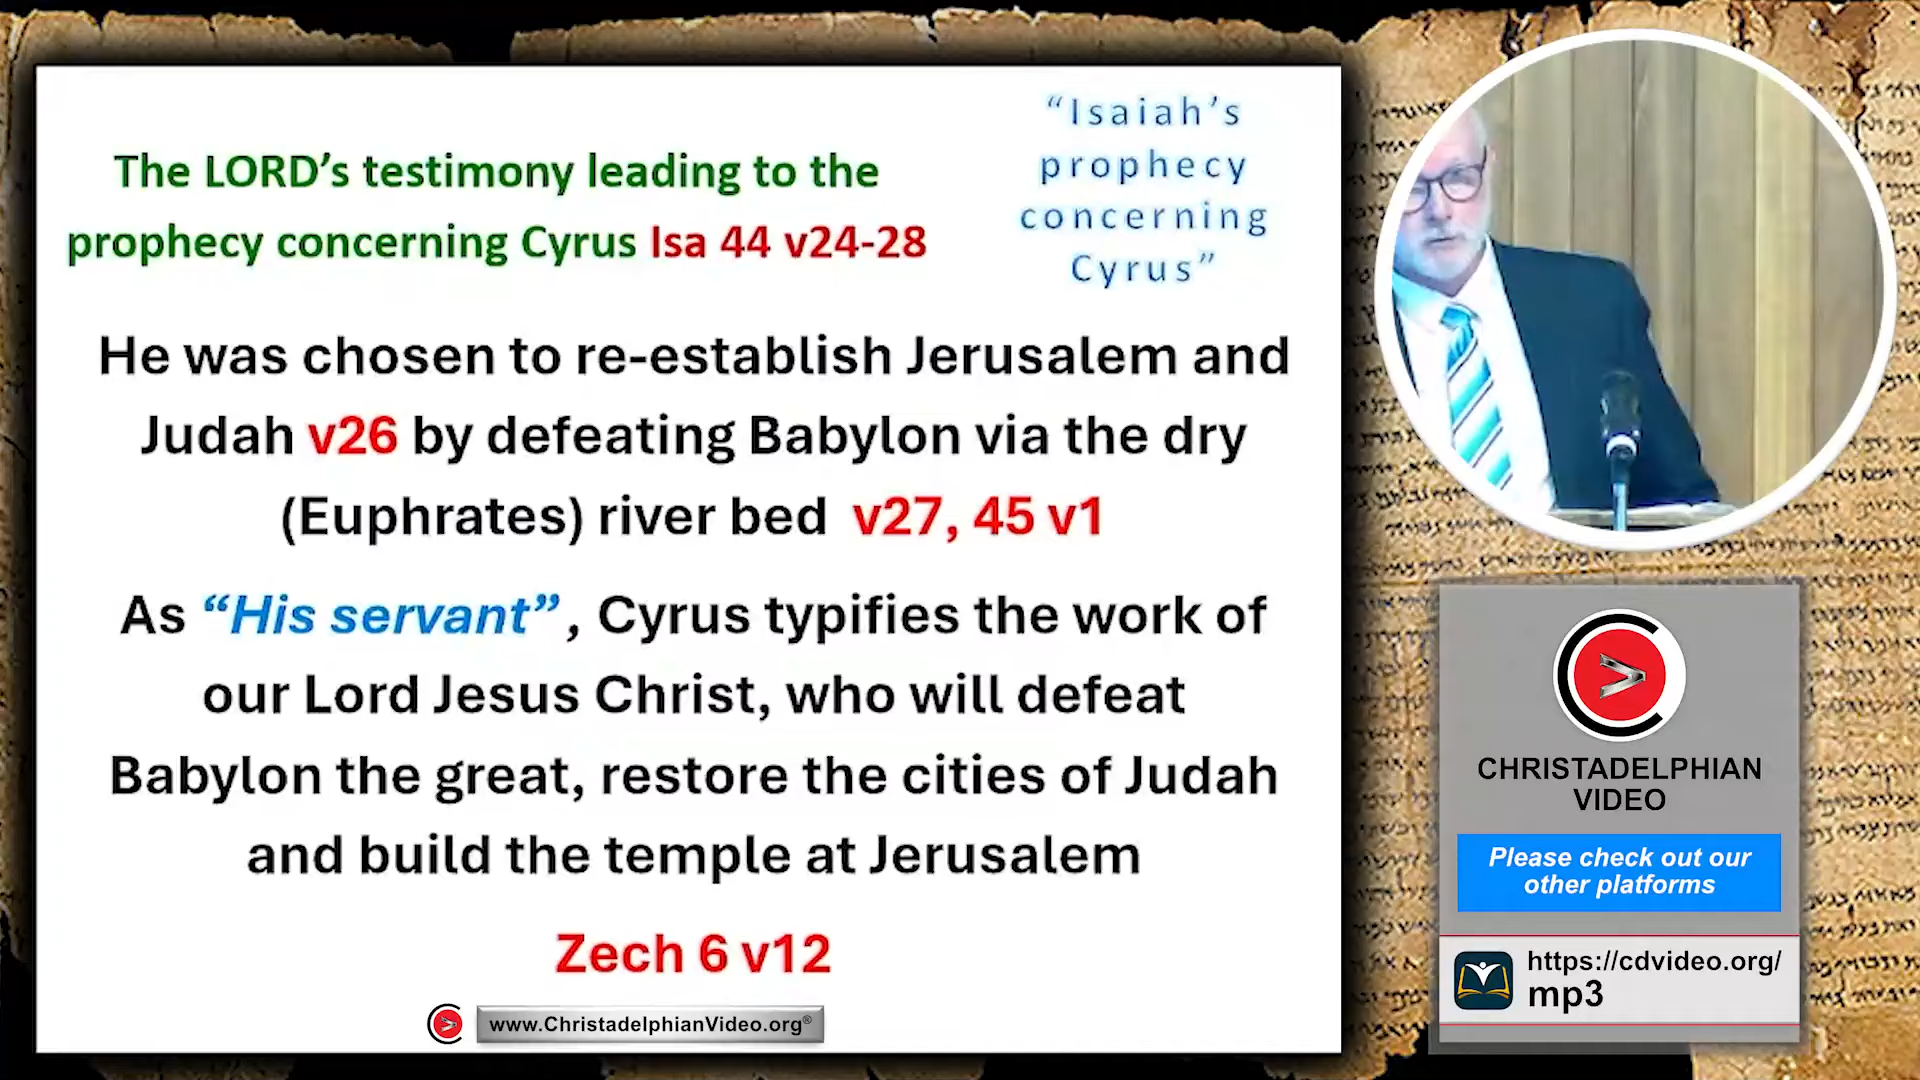 The LORD's testimony leading to the
prophecy concerning Cyrus Isa 44 v24-28
“Isaiah’s
prophecy
concerning
Cyrus”
He was chosen to re-establish Jerusalem and
Judah v26 by defeating Babylon via the dry
(Euphrates) river bed v27, 45 v1
As “His servant”, Cyrus typifies the work of
our Lord Jesus Christ, who will defeat
Babylon the great, restore the cities of Judah
and build the temple at Jerusalem
Zech 6 v12
www.ChristadelphianVideo.org®
CHRISTADELPHIAN
VIDEO
Please check out our
other platforms
https://cdvideo.org/
mp3